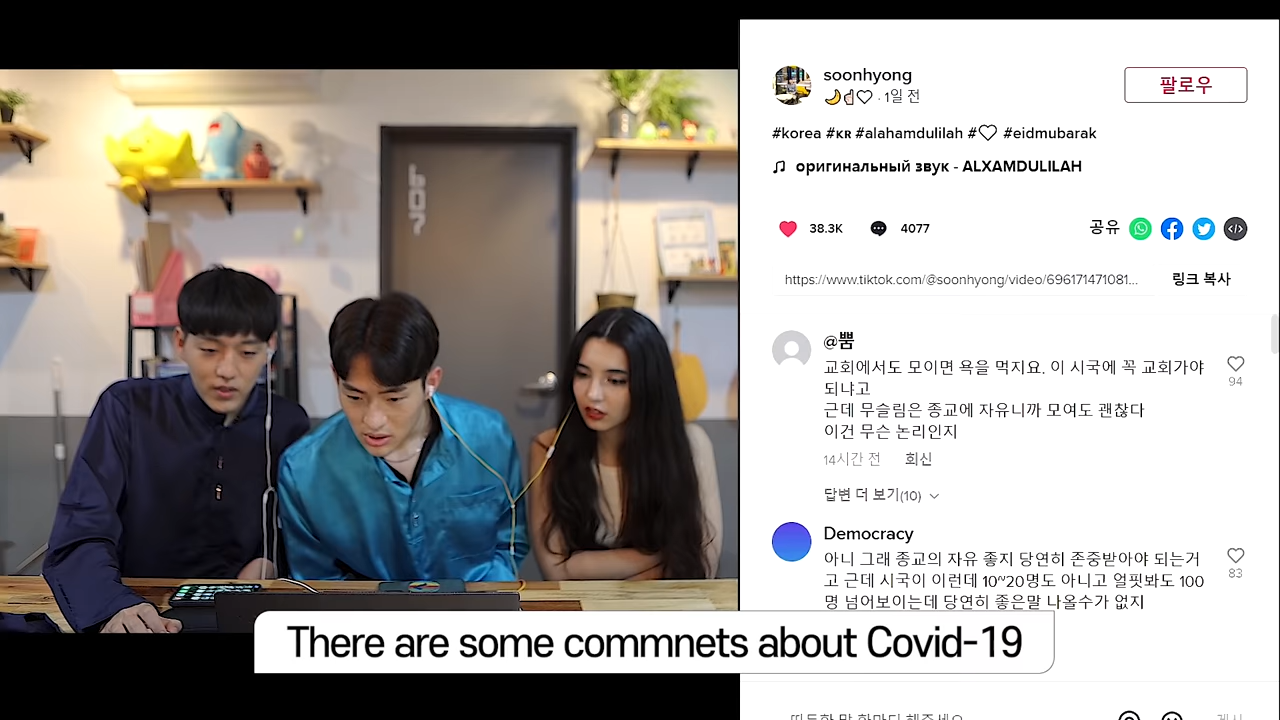 soonhyong
🌙🕌♡ · 1일 전
팔로우
#korea #ᴋʀ #alahamdulilah #♡ #eidmubarak
♫ оригинальный звук - ALXAMDULILAH
38.3K
4077
공유
https://www.tiktok.com/@soonhyong/video/696171471081...
링크 복사
@뿜
교회에서도 모이면 욕을 먹지요. 이 시국에 꼭 교회가야
되냐고
근데 무슬림은 종교에 자유니까 모여도 괜찮다
이건 무슨 논리인지
94
14시간 전 회신
답변 더 보기(10)
Democracy
아니 그래 종교의 자유 좋지 당연히 존중받아야 되는거
고 근데 시국이 이런데 10~20명도 아니고 얼핏봐도 100
명 넘어보이는데 당연히 좋은말 나올수가 없지
83
There are some commnets about Covid-19